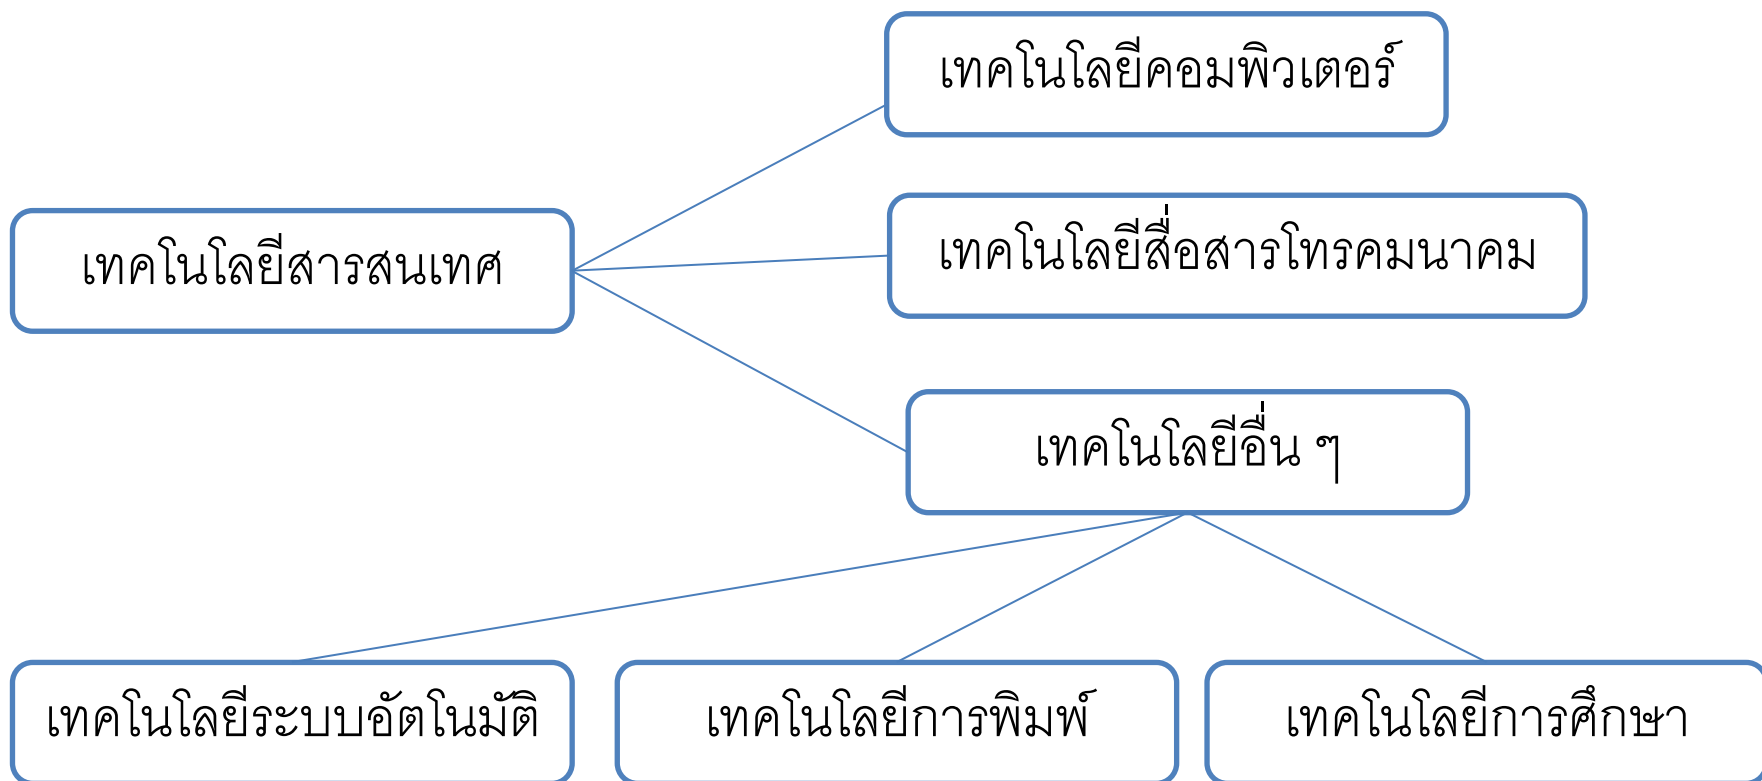 เทคโนโลยีคอมพิวเตอร์
เทคโนโลยีสื่อสารโทรคมนาคม
เทคโนโลยีสารสนเทศ
เทคโนโลยีอื่น ๆ
เทคโนโลยีระบบอัตโนมัติ
เทคโนโลยีการพิมพ์
เทคโนโลยีการศึกษา